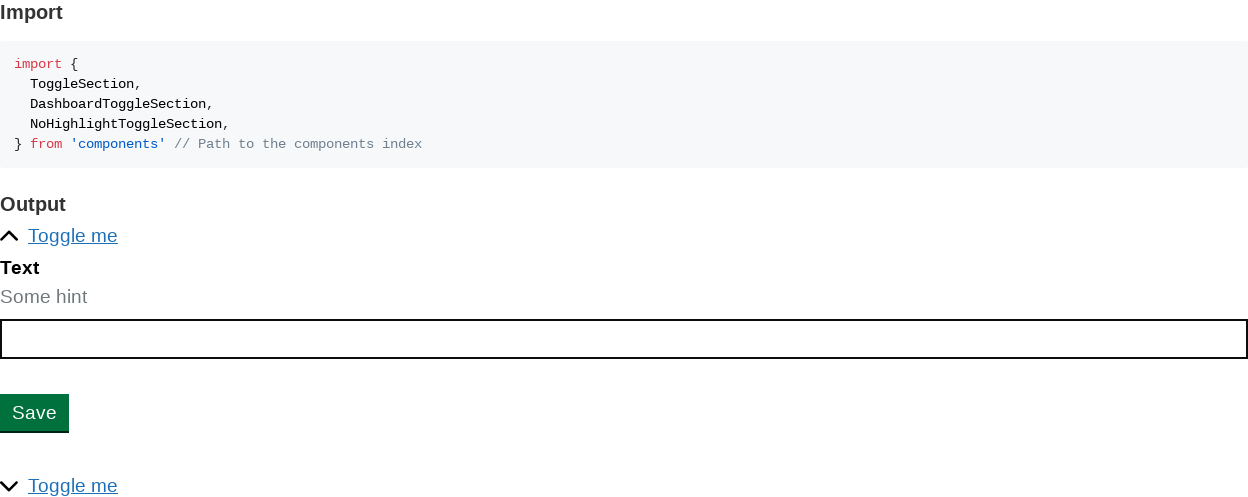 Import
import {
  ToggleSection,
  DashboardToggleSection,
  NoHighlightToggleSection,
} from 'components' // Path to the components index
Output
Toggle me
Text
Some hint
Save
Toggle me